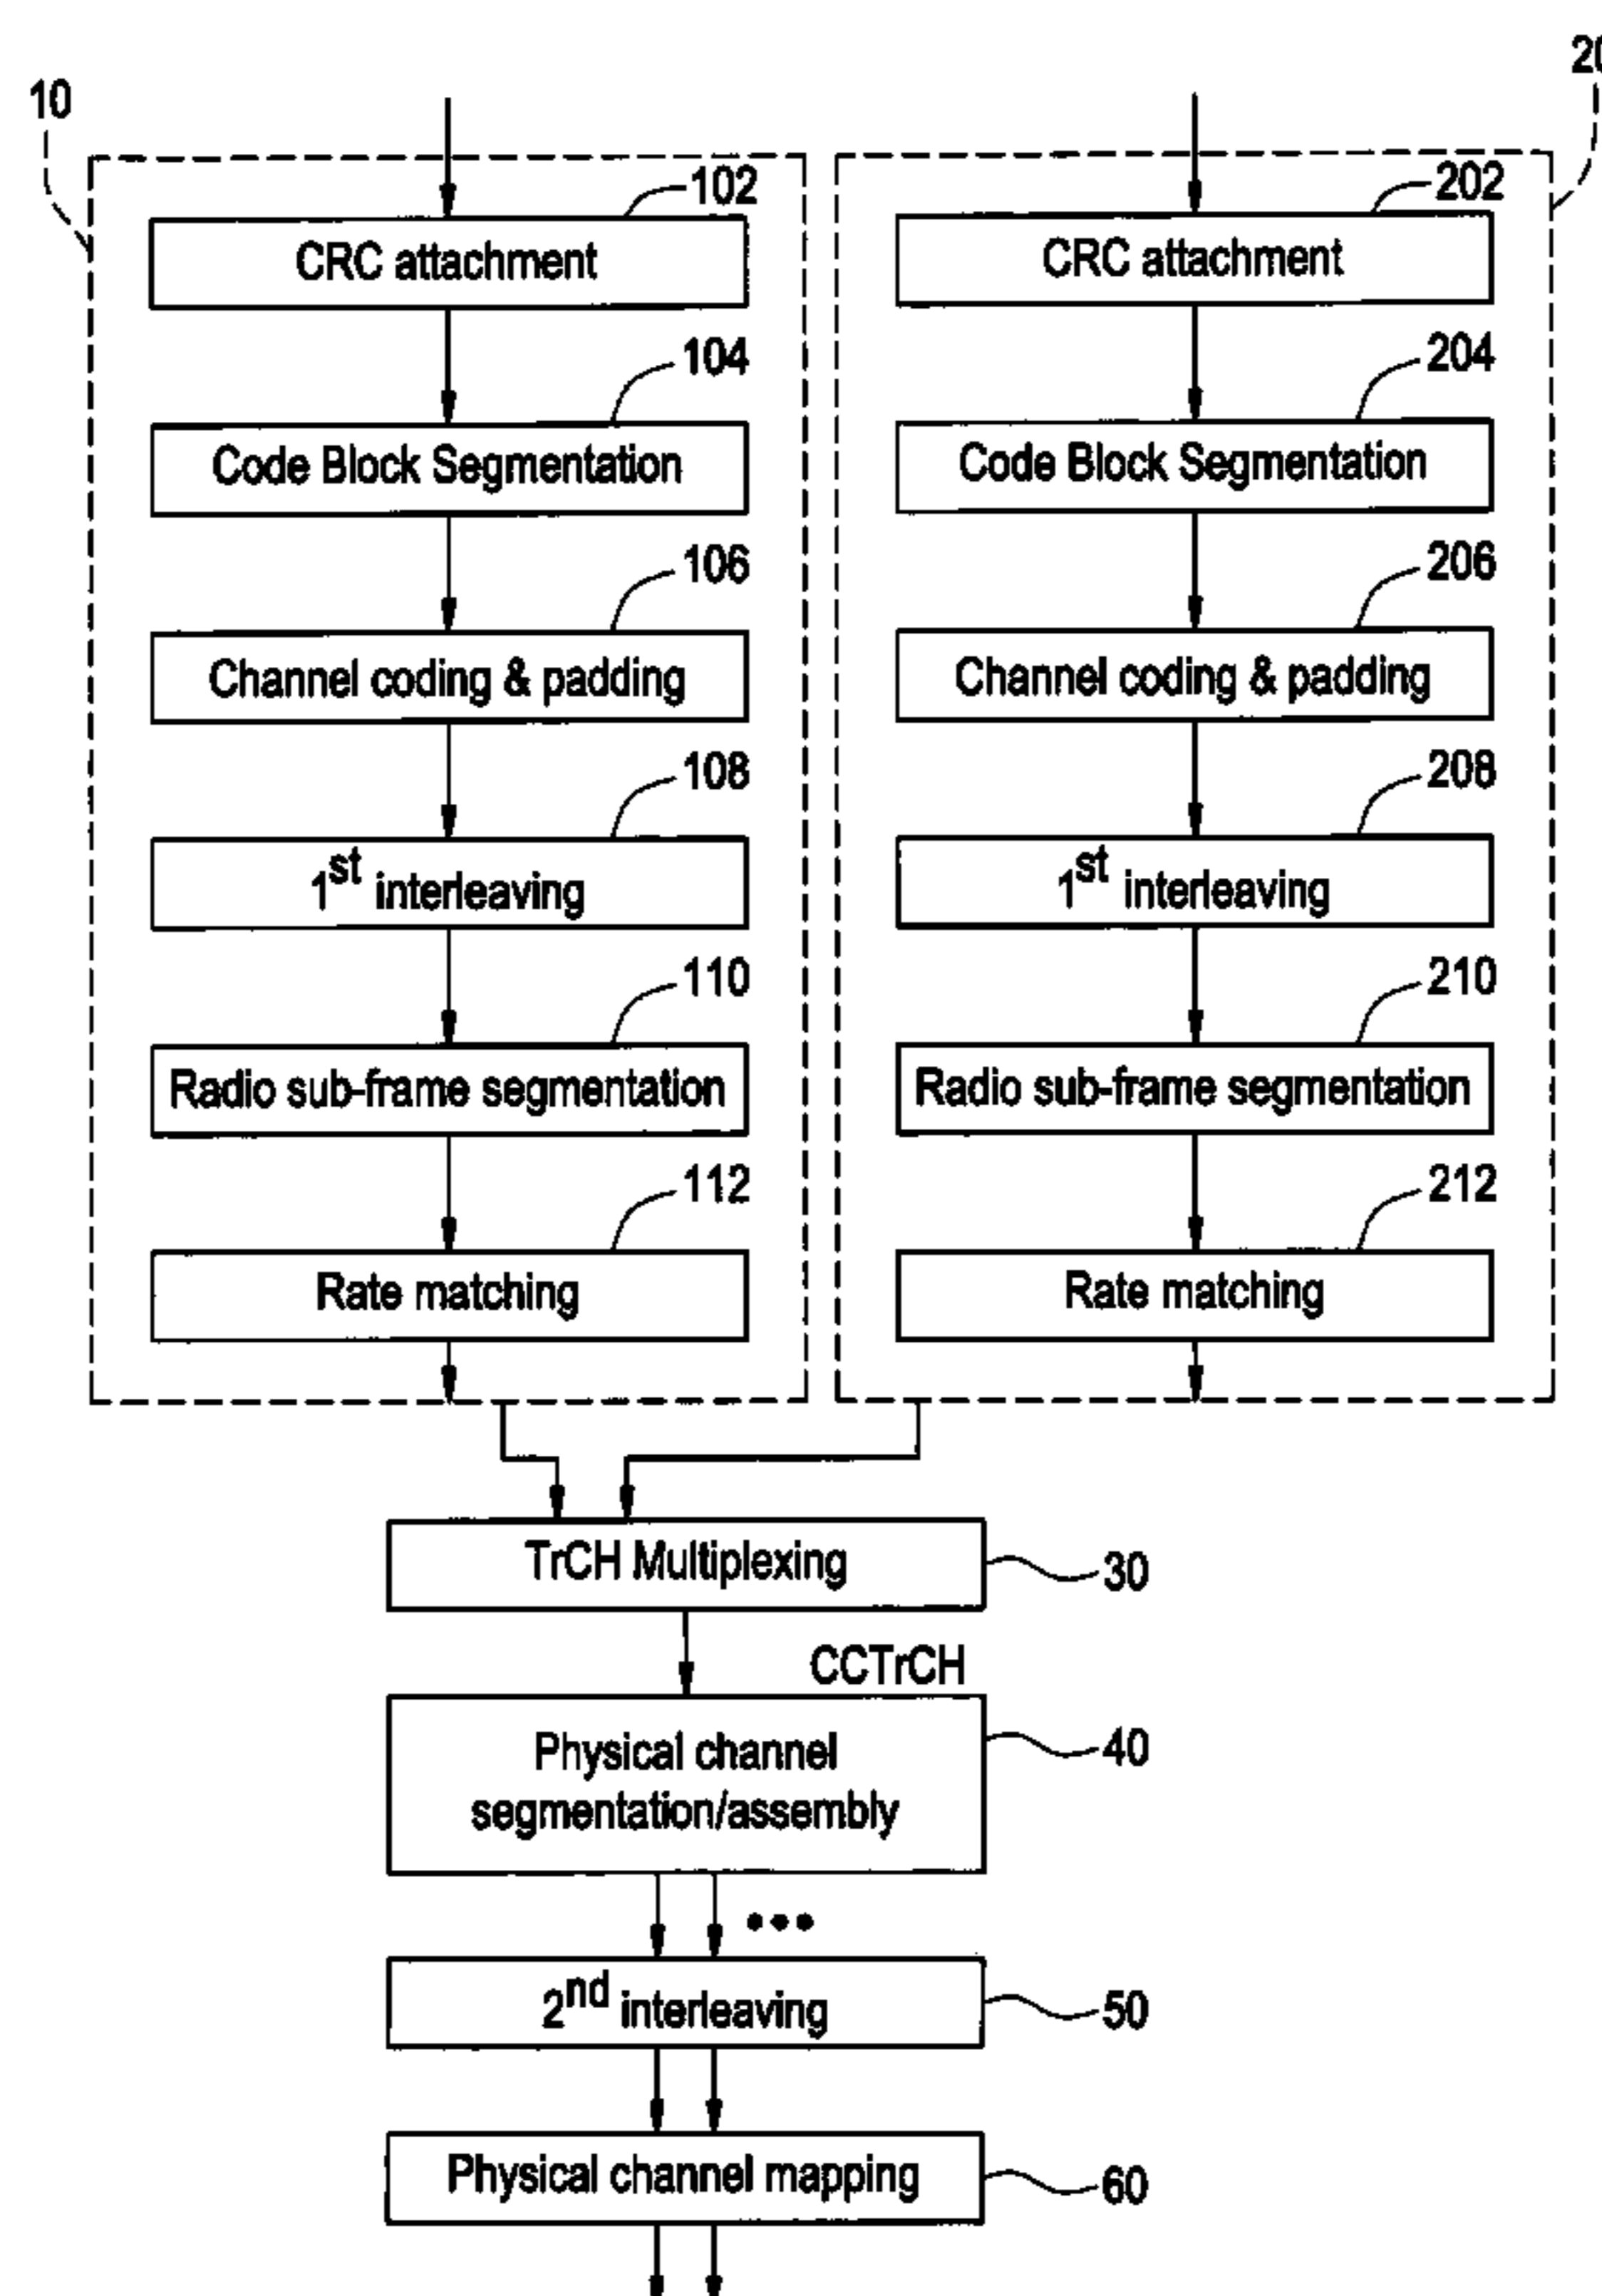 10
20
102
CRC attachment
104
Code Block Segmentation
106
Channel coding & padding
108
1st interleaving
110
Radio sub-frame segmentation
112
Rate matching
202
CRC attachment
204
Code Block Segmentation
206
Channel coding & padding
208
1st interleaving
210
Radio sub-frame segmentation
212
Rate matching
TrCH Multiplexing
30
CCTrCH
Physical channel
segmentation/assembly
40
2nd interleaving
50
Physical channel mapping
60